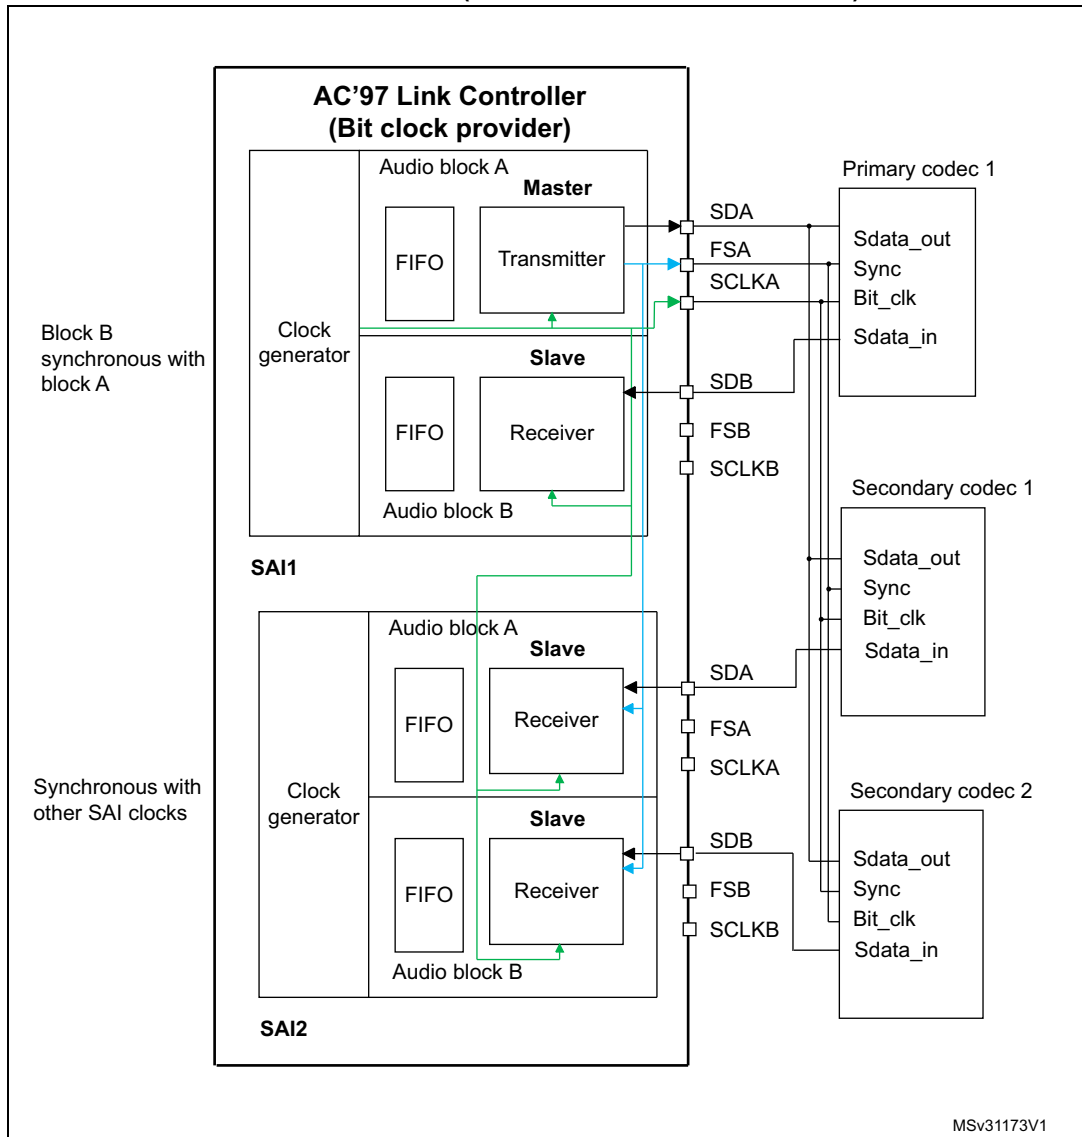 AC'97 Link Controller
(Bit clock provider)
Audio block A
Master
FIFO
Transmitter
Clock
generator
Slave
FIFO
Receiver
Audio block B
SAI1
Block B
synchronous with
block A
SDA
FSA
SCLKA
SDB
FSB
SCLKB
Primary codec 1
Sdata_out
Sync
Bit_clk
Sdata_in
Secondary codec 1
Sdata_out
Sync
Bit_clk
Sdata_in
Audio block A
Slave
FIFO
Receiver
Clock
generator
Slave
FIFO
Receiver
Audio block B
SAI2
Synchronous with
other SAI clocks
SDA
FSA
SCLKA
SDB
FSB
SCLKB
Secondary codec 2
Sdata_out
Sync
Bit_clk
Sdata_in
MSv31173V1